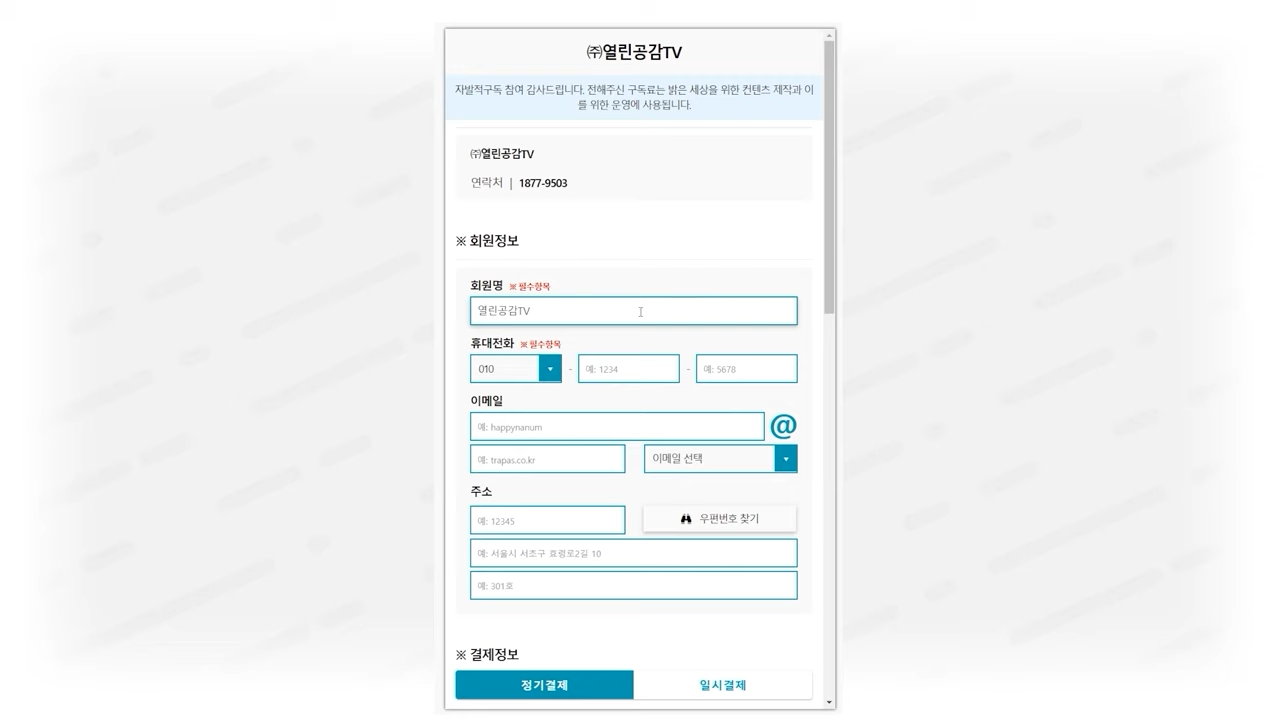 ㈜열린공감TV
자발적구독 참여 감사드립니다. 전해주신 구독료는 밝은 세상을 위한 컨텐츠 제작과 이
를 위한 운영에 사용됩니다.
㈜열린공감TV
연락처 | 1877-9503
※ 회원정보
회원명 ※ 필수항목
열린공감TV
휴대전화 ※ 필수항목
010 - 예: 1234 - 예: 5678
이메일
예: happynanum @
예: trapas.co.kr 이메일 선택
주소
예: 12345 우편번호 찾기
예: 서울시 서초구 효령로2길 10
예: 301호
※ 결제정보
정기결제 일시결제